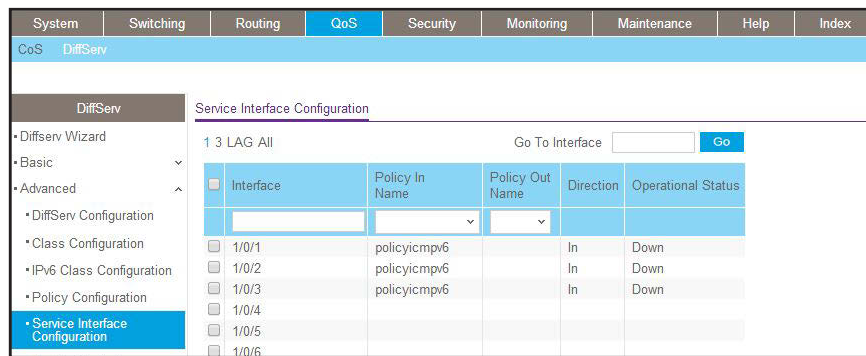 System Switching Routing QoS Security Monitoring Maintenance Help Index
CoS DiffServ
DiffServ
Diffserv Wizard
Basic
Advanced
DiffServ Configuration
Class Configuration
IPv6 Class Configuration
Policy Configuration
Service Interface
Configuration
Service Interface Configuration
1 3 LAG All Go To Interface Go
Interface Policy In Name Policy Out Name Direction Operational Status
1/0/1 policyicmpv6 In Down
1/0/2 policyicmpv6 In Down
1/0/3 policyicmpv6 In Down
1/0/4
1/0/5
1/0/6